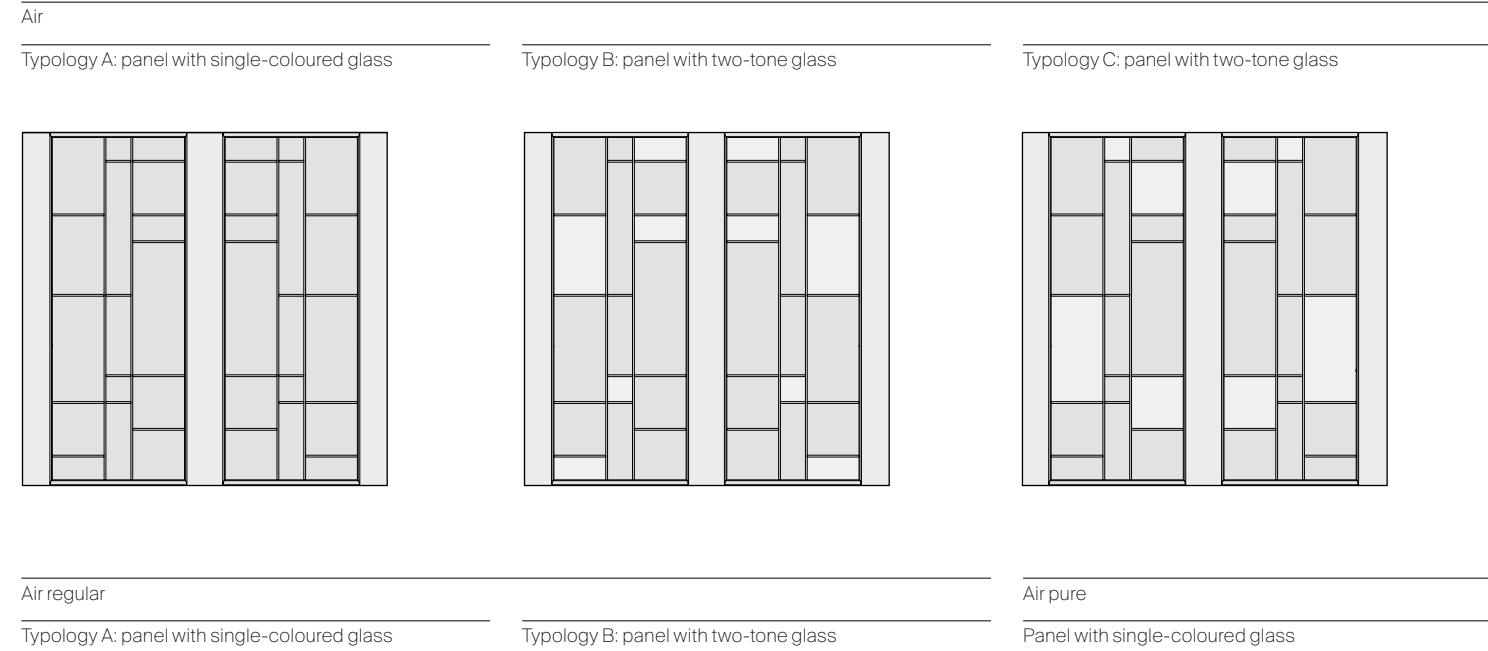 Air
Typology A: panel with single-coloured glass
Typology B: panel with two-tone glass
Typology C: panel with two-tone glass
Air regular
Air pure
Typology A: panel with single-coloured glass
Typology B: panel with two-tone glass
Panel with single-coloured glass